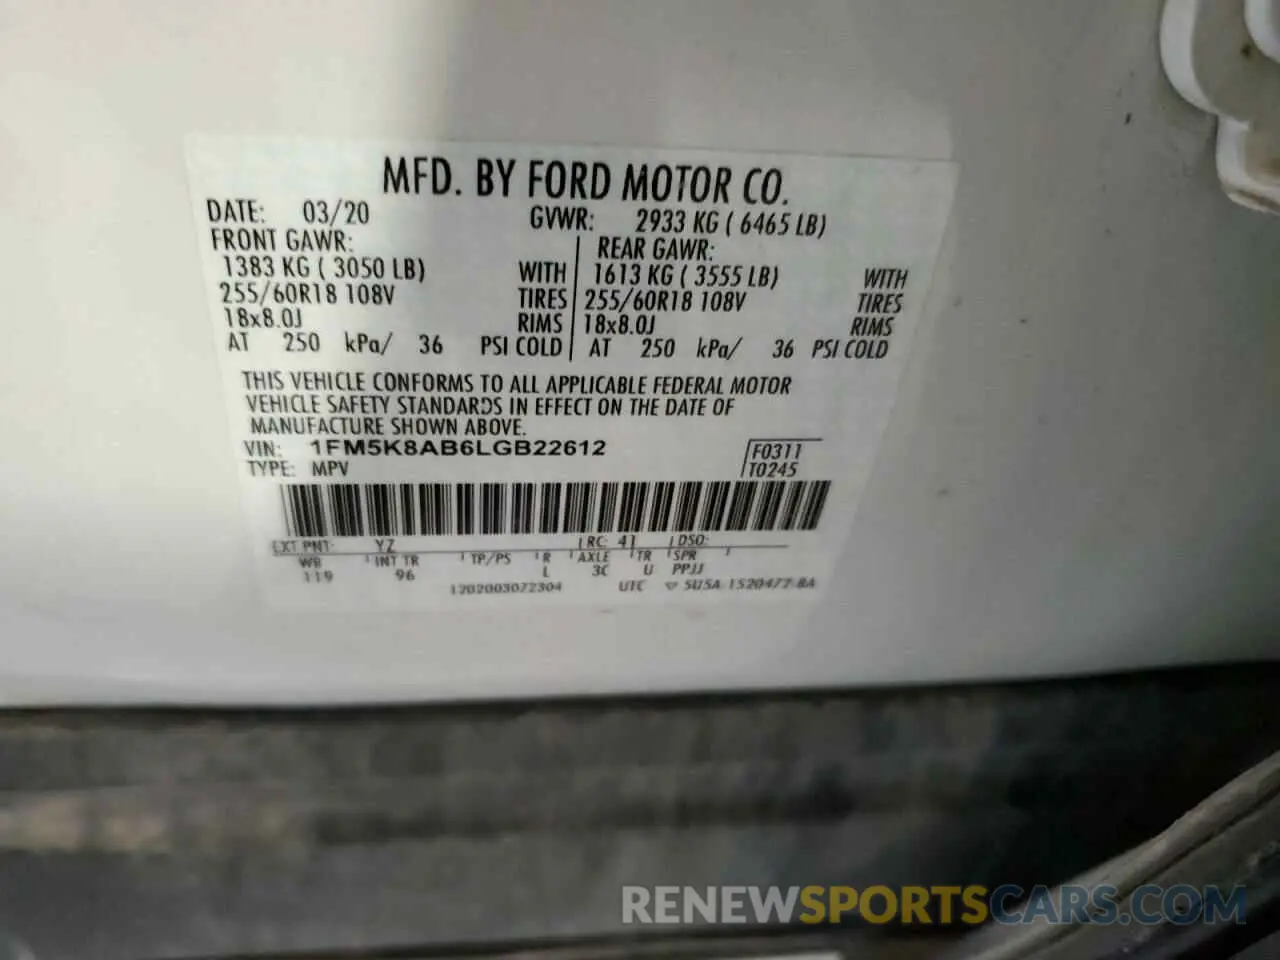 MFD. BY FORD MOTOR CO.
DATE: 03/20 GVWR: 2933 KG ( 6465 LB)
FRONT GAWR: REAR GAWR:
1383 KG ( 3050 LB) WITH 1613 KG ( 3555 LB) WITH
255/60R18 108V TIRES 255/60R18 108V TIRES
18x8.0J RIMS 18x8.0J RIMS
AT 250 kPa/ 36 PSI COLD AT 250 kPa/ 36 PSI COLD
THIS VEHICLE CONFORMS TO ALL APPLICABLE FEDERAL MOTOR
VEHICLE SAFETY STANDARDS IN EFFECT ON THE DATE OF
MANUFACTURE SHOWN ABOVE.
VIN: 1FM5K8AB6LGB22612 F0311
TYPE: MPV T0245
EXT PNT: YZ RC: 41 DSO:
WB INT TR TP/PS R AXLE TR SPR
119 96 L 3C U PPJJ
1202003072304 UTC 5U5A-1520472-BA
RENEWSPORTSCARS.COM